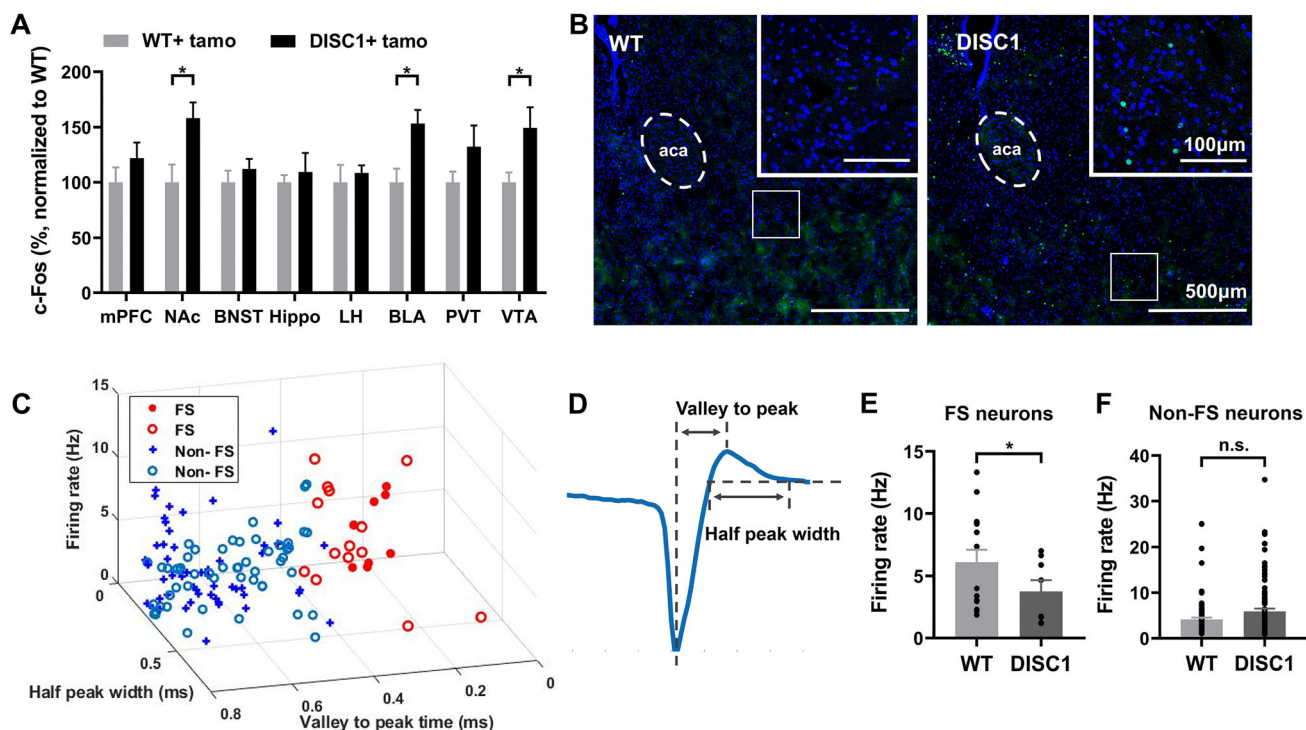 A
WT+ tamo
DISC1+ tamo
c-Fos (%, normalized to WT)
200
150
100
50
0
*
*
*
mPFC NAc BNST Hippo LH BLA PVT VTA
B
WT
aca
DISC1
aca
100μm
500μm
C
FS
FS
Non- FS
Non- FS
Firing rate (Hz)
15
10
5
0
0
0.5
Half peak width (ms)
0.8
0.6
0.4
0.2
0
Valley to peak time (ms)
D
Valley to peak
Half peak width
E
FS neurons
*
Firing rate (Hz)
15
10
5
0
WT DISC1
F
Non-FS neurons
n.s.
Firing rate (Hz)
40
30
20
10
0
WT DISC1